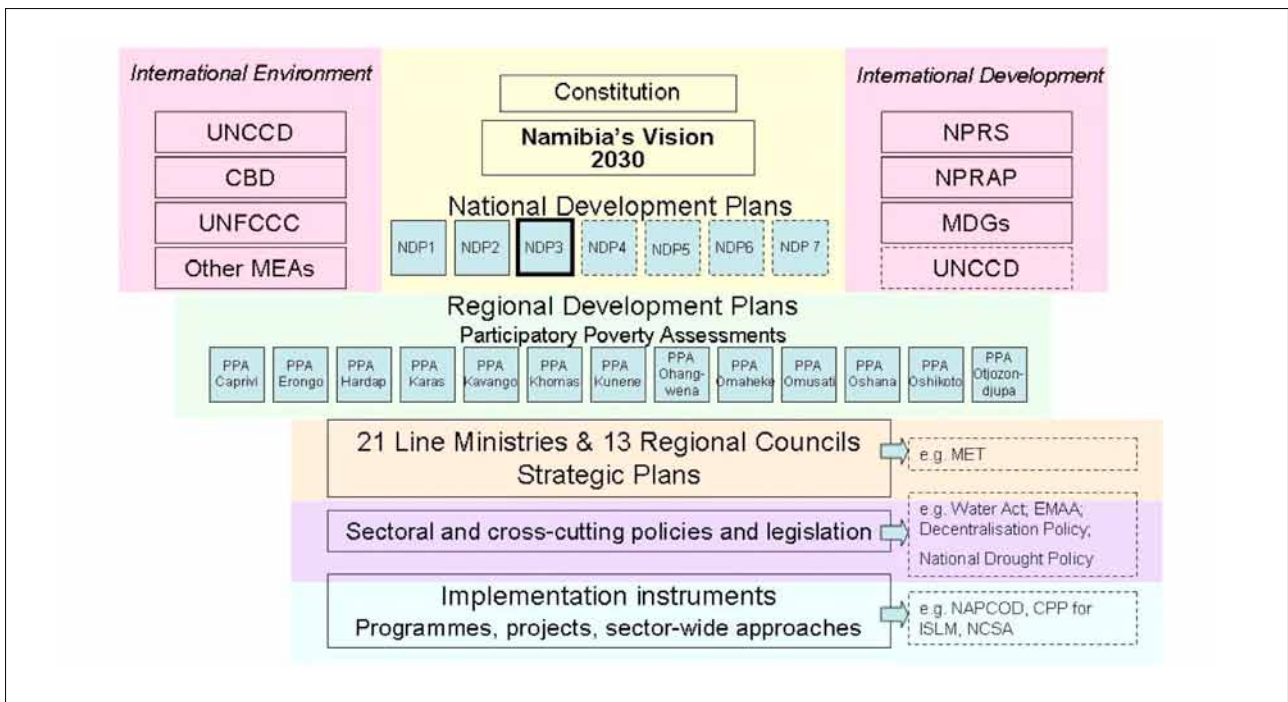 International Environment
UNCCD
CBD
UNFCCC
Other MEAs
Constitution
Namibia's Vision
2030
National Development Plans
NDP1
NDP2
NDP3
NDP4
NDP5
NDP6
NDP 7
International Development
NPRS
NPRAP
MDGs
UNCCD
Regional Development Plans
Participatory Poverty Assessments
PPA
Caprivi
PPA
Erongo
PPA
Hardap
PPA
Karas
PPA
Kavango
PPA
Khomas
PPA
Kunene
PPA
Ohang-
wena
PPA
Omaheke
PPA
Omusati
PPA
Oshana
PPA
Oshikoto
PPA
Otjozon-
djupa
21 Line Ministries & 13 Regional Councils
Strategic Plans
e.g. MET
Sectoral and cross-cutting policies and legislation
e.g. Water Act; EMAA;
Decentralisation Policy;
National Drought Policy
Implementation instruments
Programmes, projects, sector-wide approaches
e.g. NAPCOD, CPP for
ISLM, NCSA